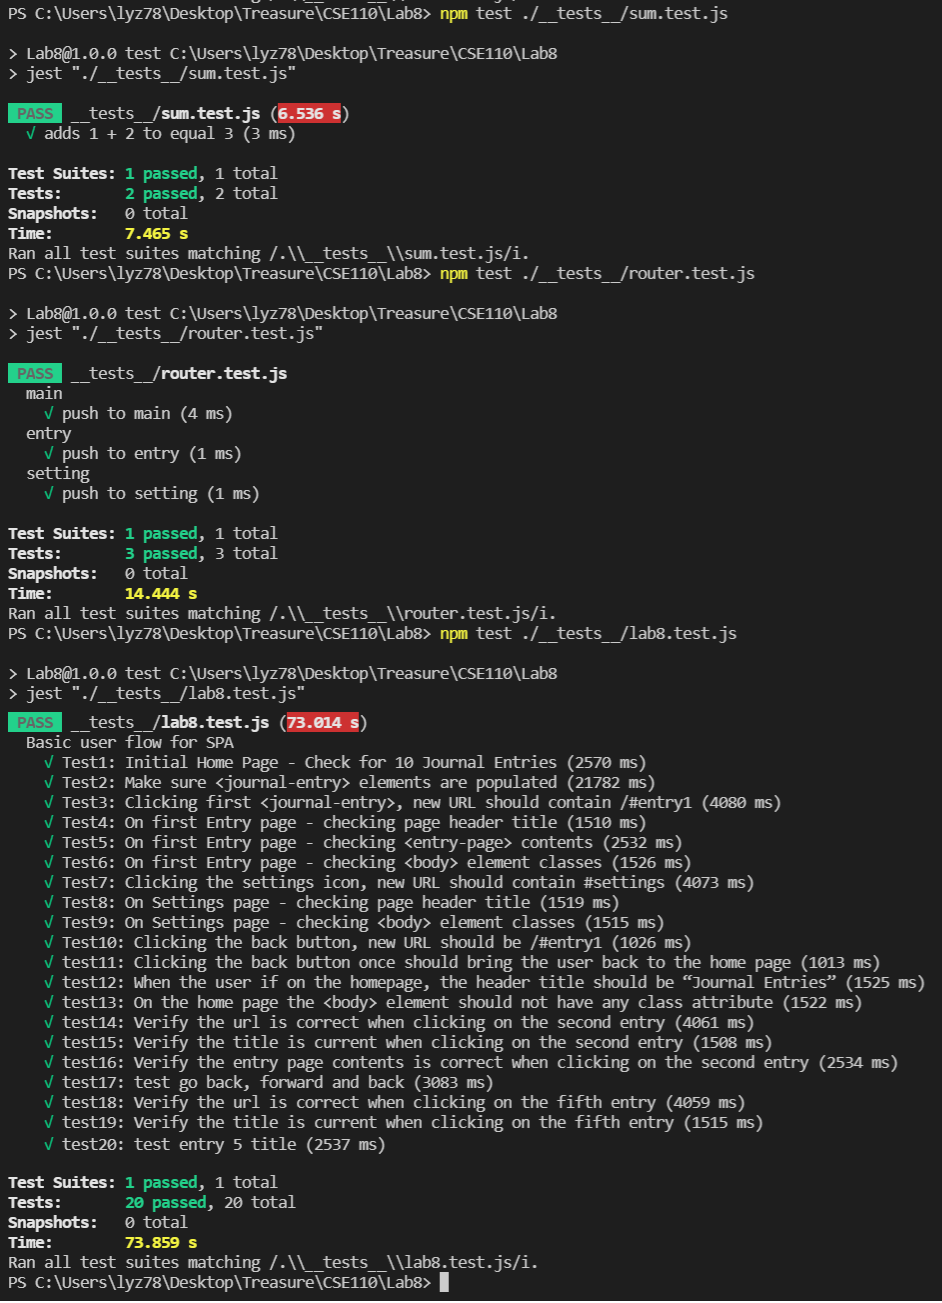 PS C:\Users\lyz78\Desktop\Treasure\CSE110\Lab8> npm test ./__tests__/sum.test.js
> Lab8@1.0.0 test C:\Users\lyz78\Desktop\Treasure\CSE110\Lab8
> jest "./__tests__/sum.test.js"
PASS __tests__/sum.test.js (6.536 s)
√ adds 1 + 2 to equal 3 (3 ms)
Test Suites: 1 passed, 1 total
Tests: 2 passed, 2 total
Snapshots: 0 total
Time: 7.465 s
Ran all test suites matching /.\\__tests__\\sum.test.js/i.
PS C:\Users\lyz78\Desktop\Treasure\CSE110\Lab8> npm test ./__tests__/router.test.js
> Lab8@1.0.0 test C:\Users\lyz78\Desktop\Treasure\CSE110\Lab8
> jest "./__tests__/router.test.js"
PASS __tests__/router.test.js
main
√ push to main (4 ms)
entry
√ push to entry (1 ms)
setting
√ push to setting (1 ms)
Test Suites: 1 passed, 1 total
Tests: 3 passed, 3 total
Snapshots: 0 total
Time: 14.444 s
Ran all test suites matching /.\\__tests__\\router.test.js/i.
PS C:\Users\lyz78\Desktop\Treasure\CSE110\Lab8> npm test ./__tests__/lab8.test.js
> Lab8@1.0.0 test C:\Users\lyz78\Desktop\Treasure\CSE110\Lab8
> jest "./__tests__/lab8.test.js"
PASS __tests__/lab8.test.js (73.014 s)
Basic user flow for SPA
√ Test1: Initial Home Page - Check for 10 Journal Entries (2570 ms)
√ Test2: Make sure <journal-entry> elements are populated (21782 ms)
√ Test3: Clicking first <journal-entry>, new URL should contain /#entry1 (4080 ms)
√ Test4: On first Entry page - checking page header title (1510 ms)
√ Test5: On first Entry page - checking <entry-page> contents (2532 ms)
√ Test6: On first Entry page - checking <body> element classes (1526 ms)
√ Test7: Clicking the settings icon, new URL should contain #settings (4073 ms)
√ Test8: On Settings page - checking page header title (1519 ms)
√ Test9: On Settings page - checking <body> element classes (1515 ms)
√ Test10: Clicking the back button, new URL should be /#entry1 (1026 ms)
√ test11: Clicking the back button once should bring the user back to the home page (1013 ms)
√ test12: When the user if on the homepage, the header title should be “Journal Entries” (1525 ms)
√ test13: On the home page the <body> element should not have any class attribute (1522 ms)
√ test14: Verify the url is correct when clicking on the second entry (4061 ms)
√ test15: Verify the title is current when clicking on the second entry (1508 ms)
√ test16: Verify the entry page contents is correct when clicking on the second entry (2534 ms)
√ test17: test go back, forward and back (3083 ms)
√ test18: Verify the url is correct when clicking on the fifth entry (4059 ms)
√ test19: Verify the title is current when clicking on the fifth entry (1515 ms)
√ test20: test entry 5 title (2537 ms)
Test Suites: 1 passed, 1 total
Tests: 20 passed, 20 total
Snapshots: 0 total
Time: 73.859 s
Ran all test suites matching /.\\__tests__\\lab8.test.js/i.
PS C:\Users\lyz78\Desktop\Treasure\CSE110\Lab8>